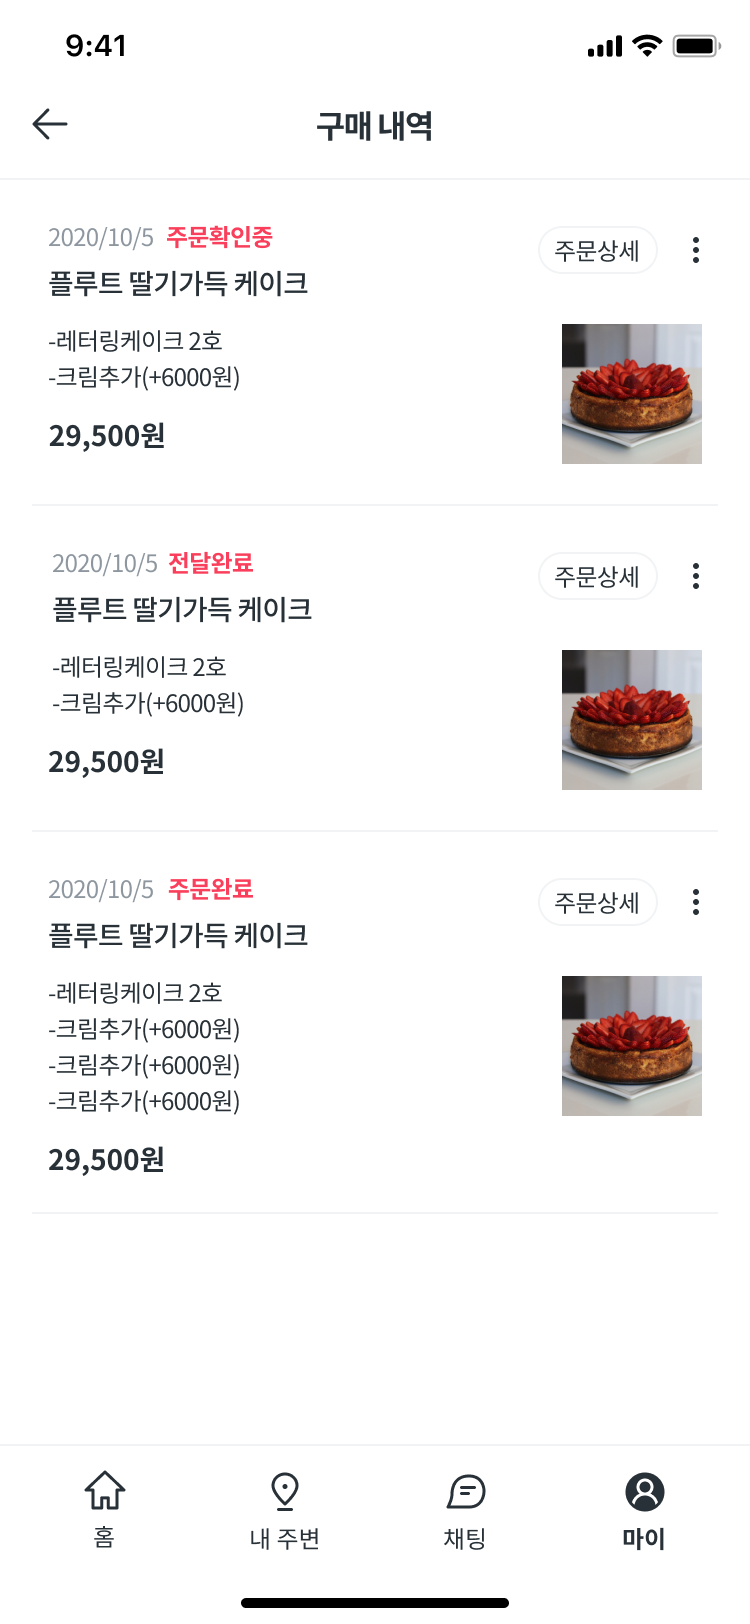 9:41
구매 내역
2020/10/5 주문확인중
주문상세
플루트 딸기가득 케이크
-레터링케이크 2호
-크림추가(+6000원)
29,500원
2020/10/5 전달완료
주문상세
플루트 딸기가득 케이크
-레터링케이크 2호
-크림추가(+6000원)
29,500원
2020/10/5 주문완료
주문상세
플루트 딸기가득 케이크
-레터링케이크 2호
-크림추가(+6000원)
-크림추가(+6000원)
-크림추가(+6000원)
29,500원
홈 내 주변 채팅 마이